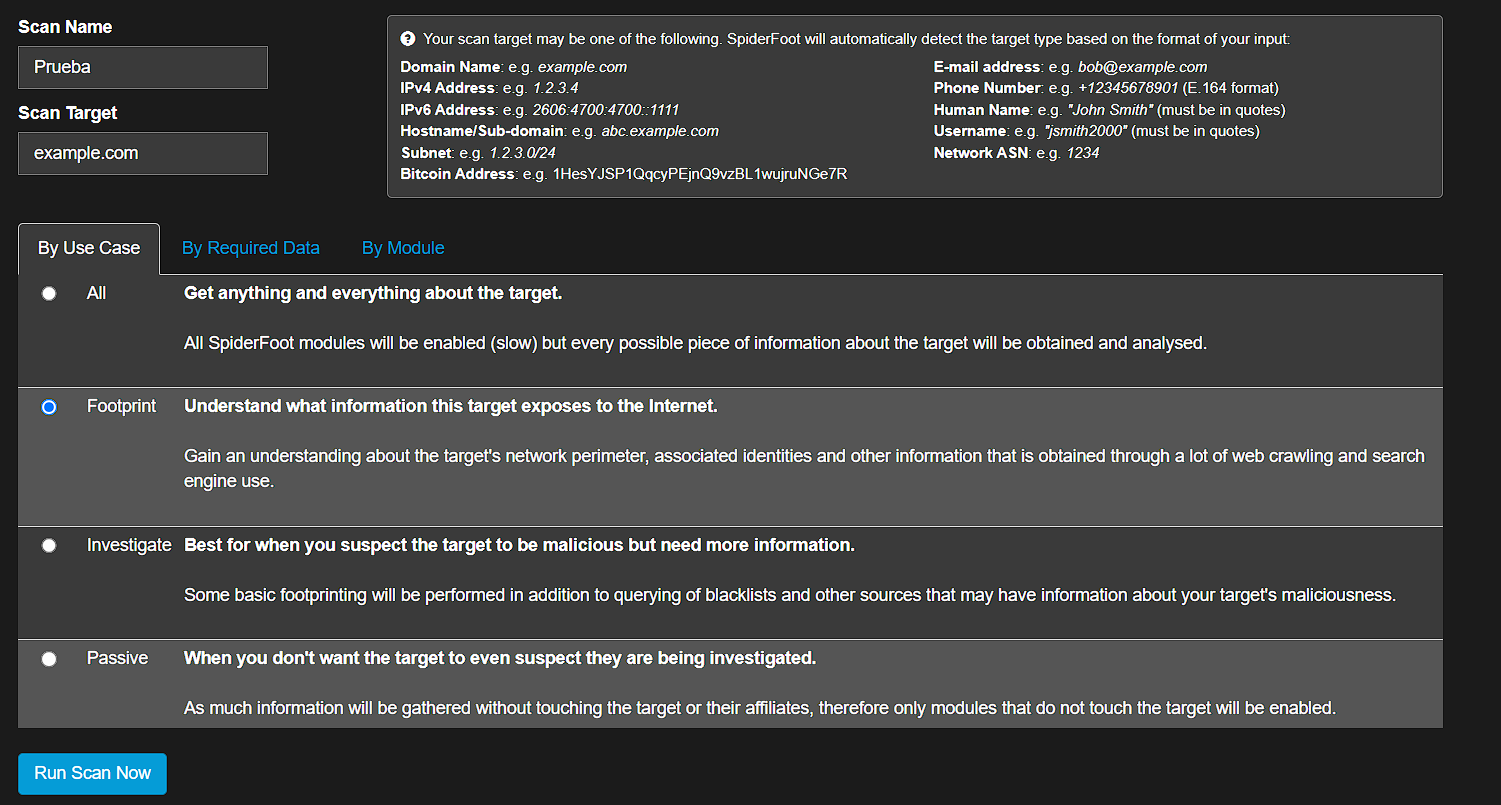 Scan Name
Prueba
Scan Target
example.com
Your scan target may be one of the following. SpiderFoot will automatically detect the target type based on the format of your input:
Domain Name: e.g. example.com
IPv4 Address: e.g. 1.2.3.4
IPv6 Address: e.g. 2606:4700:4700::1111
Hostname/Sub-domain: e.g. abc.example.com
Subnet: e.g. 1.2.3.0/24
Bitcoin Address: e.g. 1HesYJSP1QqcyPEjnQ9vzBL1wujruNGe7R
E-mail address: e.g. bob@example.com
Phone Number: e.g. +12345678901 (E.164 format)
Human Name: e.g. "John Smith" (must be in quotes)
Username: e.g. "jsmith2000" (must be in quotes)
Network ASN: e.g. 1234
By Use Case
By Required Data
By Module
All
Get anything and everything about the target.
All SpiderFoot modules will be enabled (slow) but every possible piece of information about the target will be obtained and analysed.
Footprint
Understand what information this target exposes to the Internet.
Gain an understanding about the target's network perimeter, associated identities and other information that is obtained through a lot of web crawling and search
engine use.
Investigate
Best for when you suspect the target to be malicious but need more information.
Some basic footprinting will be performed in addition to querying of blacklists and other sources that may have information about your target's maliciousness.
Passive
When you don't want the target to even suspect they are being investigated.
As much information will be gathered without touching the target or their affiliates, therefore only modules that do not touch the target will be enabled.
Run Scan Now